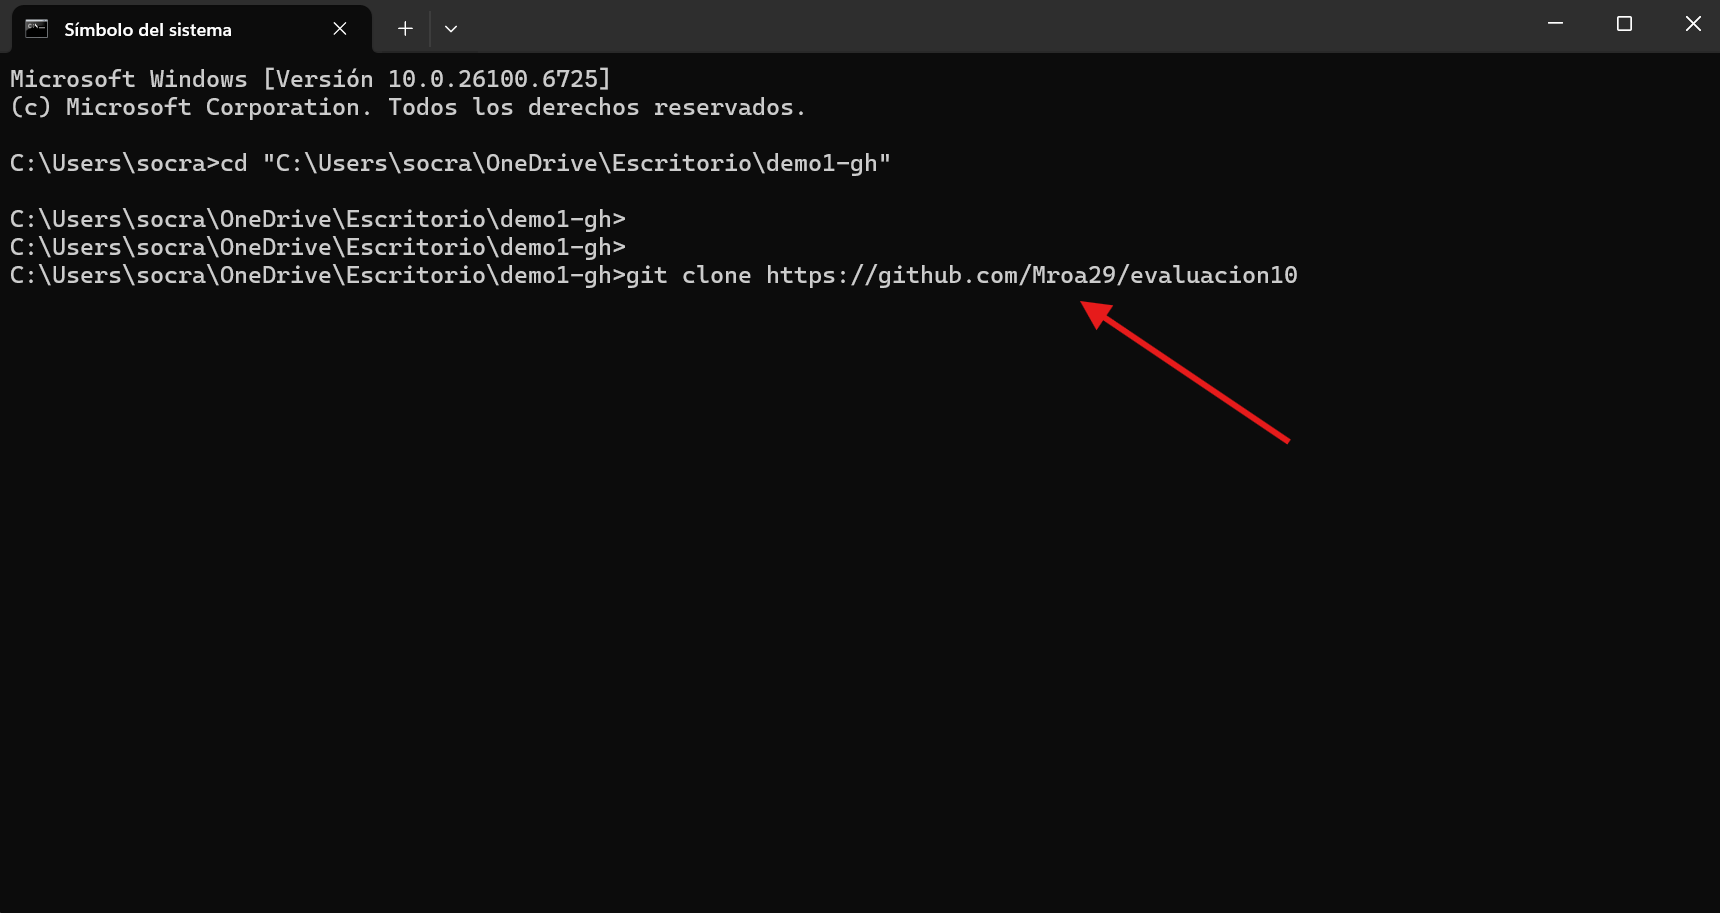 Símbolo del sistema
Microsoft Windows [Versión 10.0.26100.6725]
(c) Microsoft Corporation. Todos los derechos reservados.
C:\Users\socra>cd "C:\Users\socra\OneDrive\Escritorio\demo1-gh"
C:\Users\socra\OneDrive\Escritorio\demo1-gh>
C:\Users\socra\OneDrive\Escritorio\demo1-gh>
C:\Users\socra\OneDrive\Escritorio\demo1-gh>git clone https://github.com/Mroa29/evaluacion10